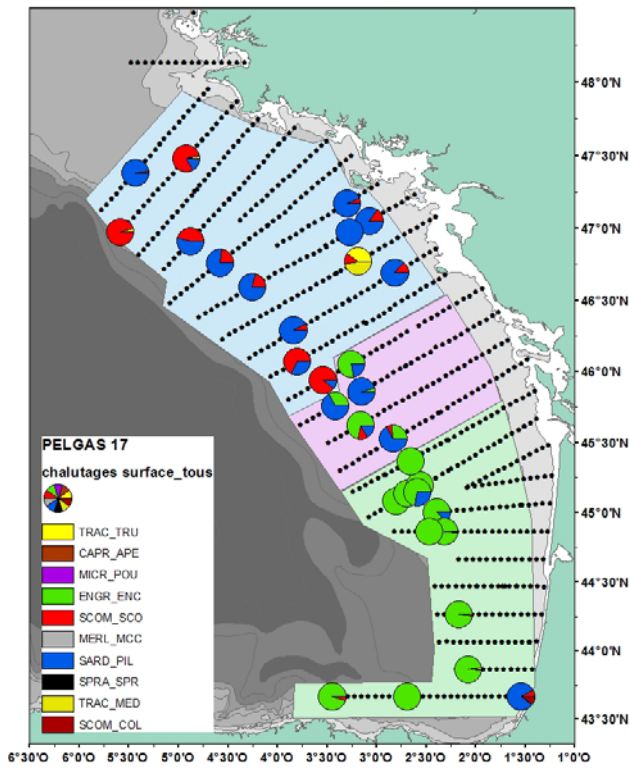 48°0'N
47°30'N
47°0'N
46°30'N
46°0'N
45°30'N
45°0'N
44°30'N
44°0'N
43°30'N
PELGAS 17
chalutages surface_tous
TRAC_TRU
CAPR_APE
MICR_POU
ENGR_ENC
SCOM_SCO
MERL_MCC
SARD_PIL
SPRA_SPR
TRAC_MED
SCOM_COL
6°30'O 6°0'O 5°30'O 5°0'O 4°30'O 4°0'O 3°30'O 3°0'O 2°30'O 2°0'O 1°30'O 1°0'O